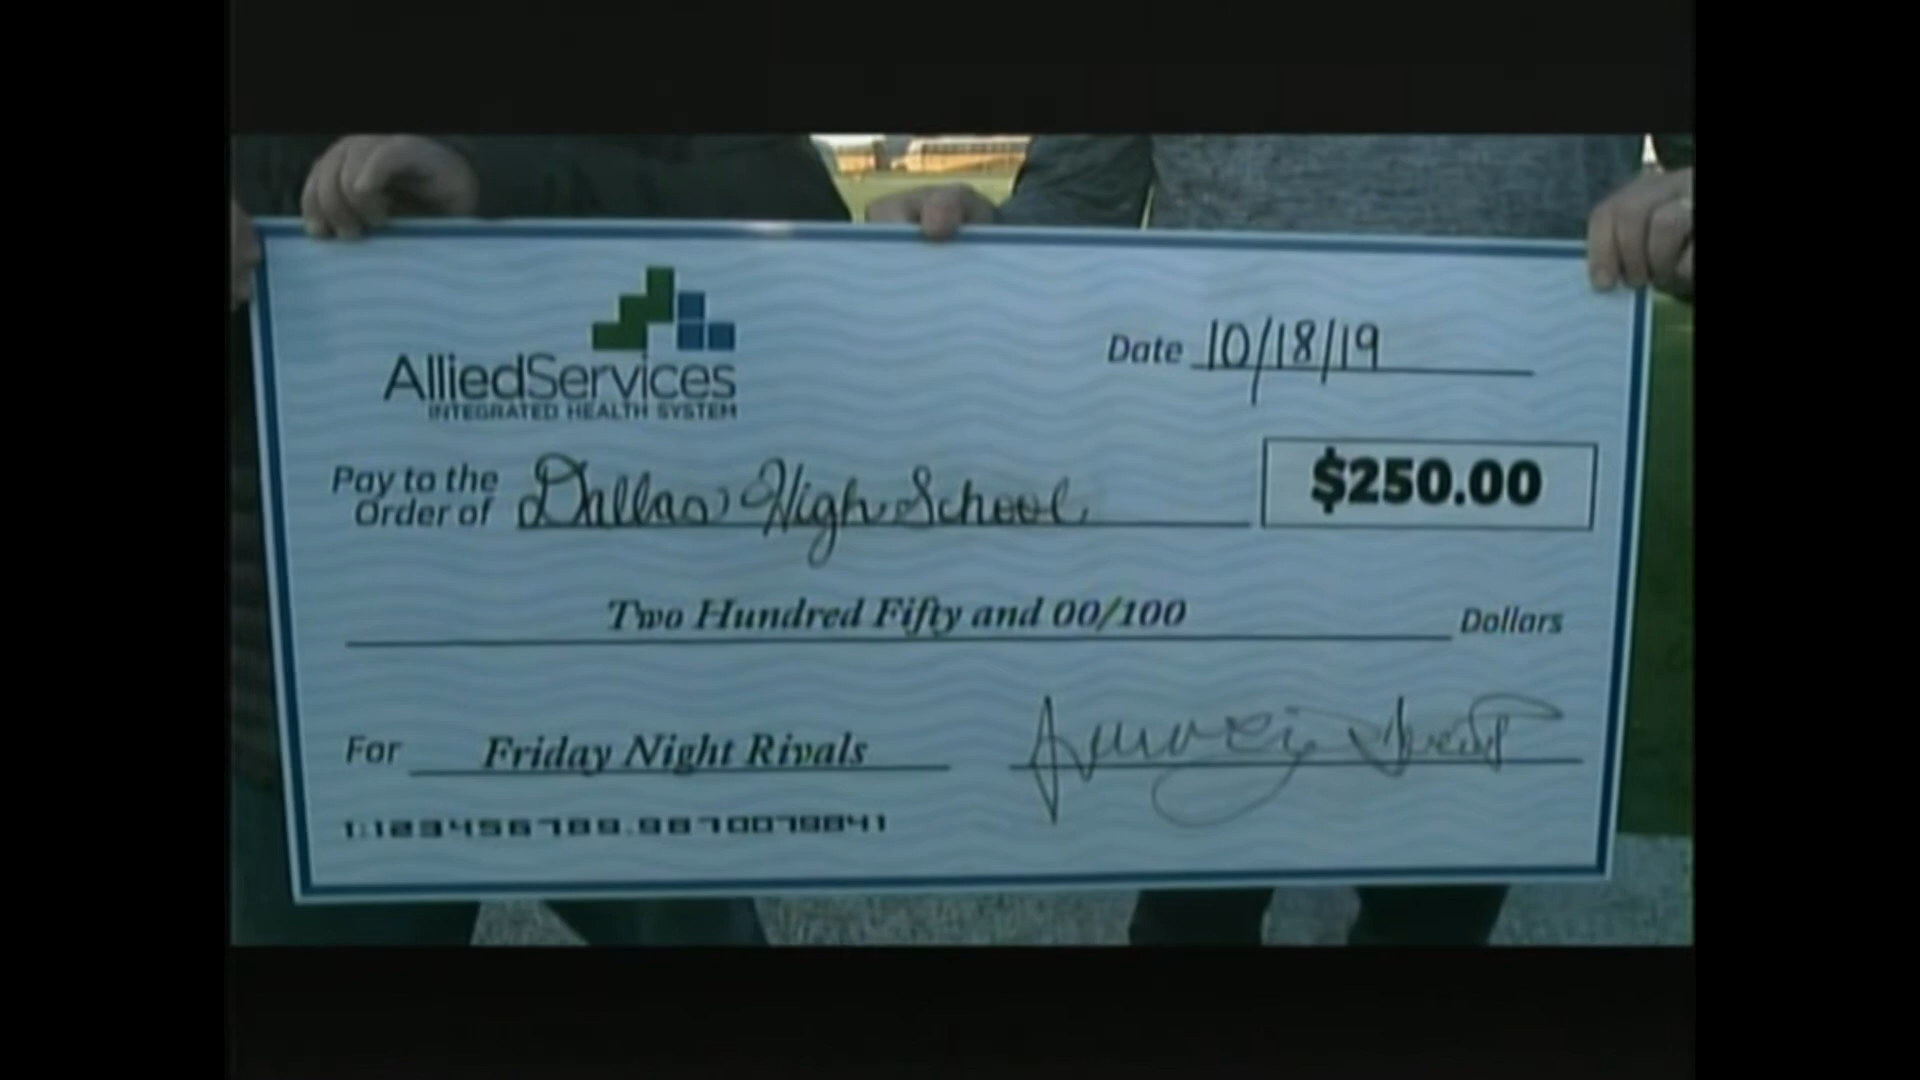 AlliedServices
INTEGRATED HEALTH SYSTEM
Date 10/18/19
Pay to the
Order of Dallas High School
$250.00
Two Hundred Fifty and 00/100 Dollars
For Friday Night Rivals